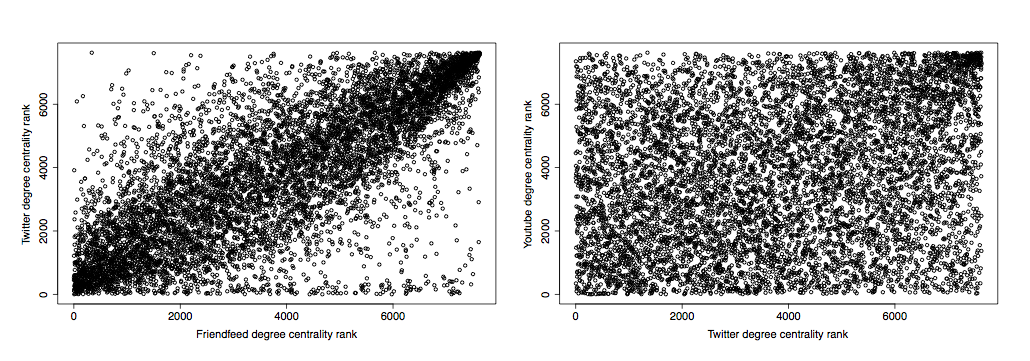 Twitter degree centrality rank
6000
4000
2000
0
0 2000 4000 6000
Friendfeed degree centrality rank
Youtube degree centrality rank
6000
4000
2000
0
0 2000 4000 6000
Twitter degree centrality rank